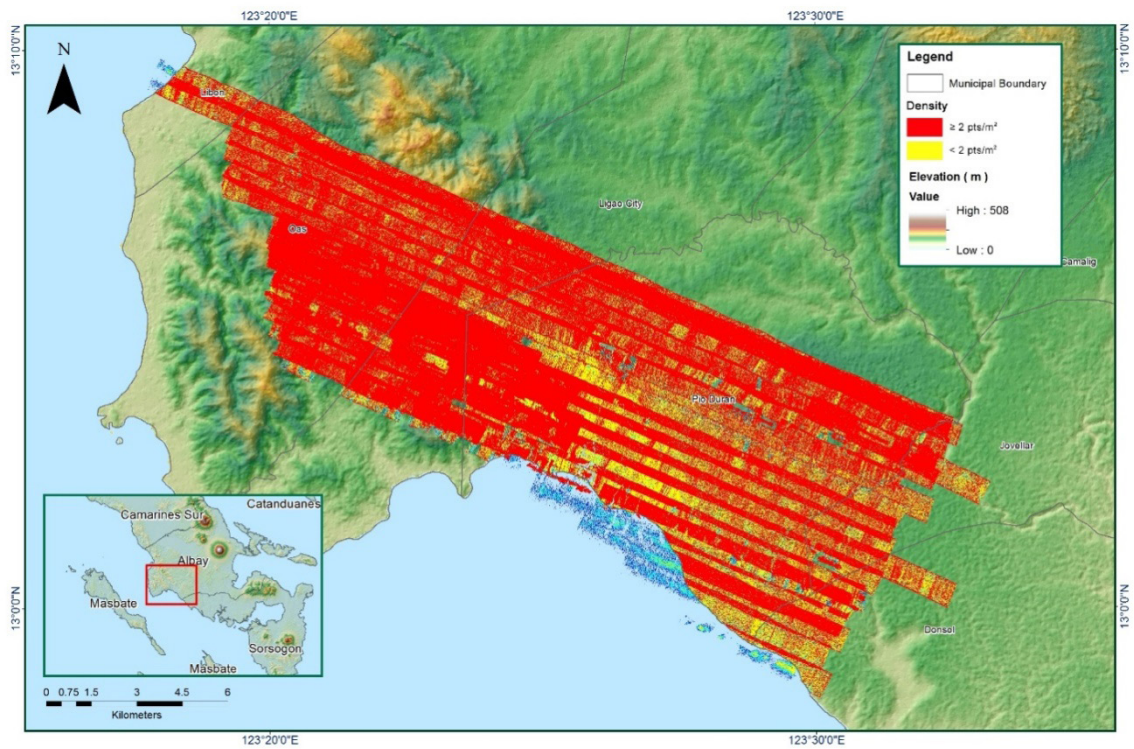 123°20'0"E 123°30'0"E
13°10'0"N 13°10'0"N
N
Legend
Municipal Boundary
Density
≥ 2 pts/m²
< 2 pts/m²
Elevation ( m )
Value
High : 508
Low : 0
Libon
Ligao City
Oas
Camalig
Pio Duran
Jovellar
Catanduanes
Camarines Sur
Albay
Masbate
Sorsogon
Masbate
Donsol
13°0'0"N 13°0'0"N
0 0.75 1.5 3 4.5 6
Kilometers
123°20'0"E 123°30'0"E